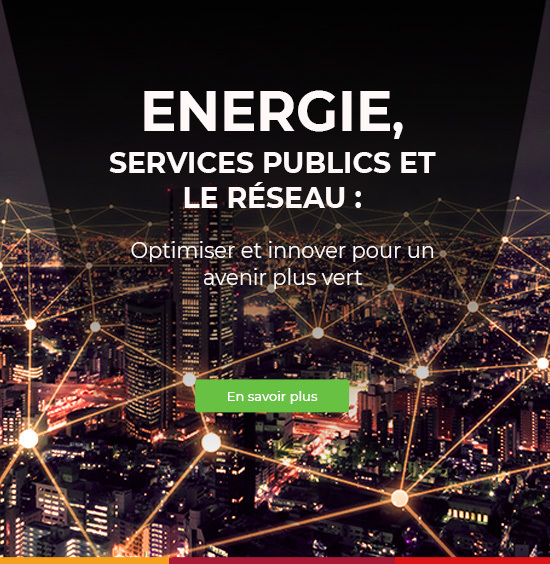 ENERGIE,
SERVICES PUBLICS ET
LE RÉSEAU :
Optimiser et innover pour un
avenir plus vert
En savoir plus